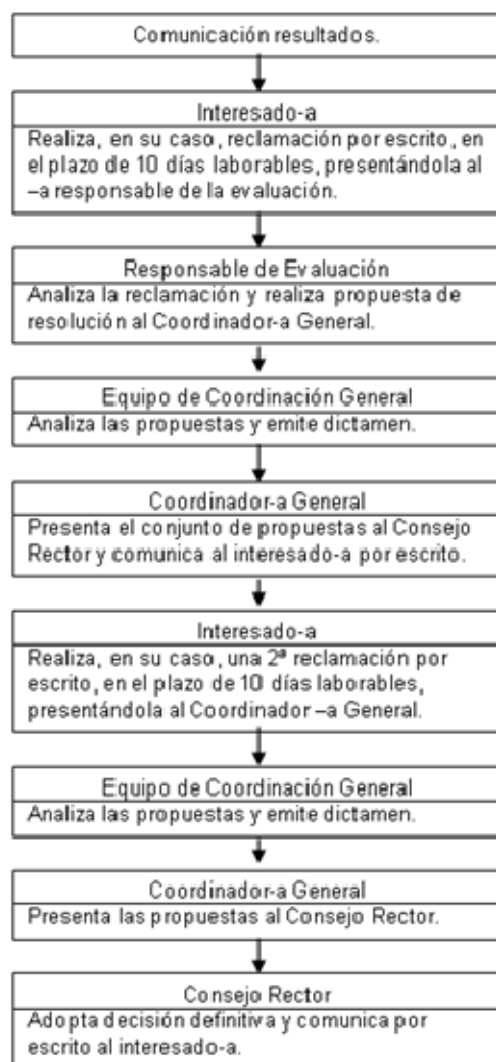 Comunicación resultados.
Interesado-a
Realiza, en su caso, reclamación por escrito, en
el plazo de 10 días laborables, presentándola al
–a responsable de la evaluación.
Responsable de Evaluación
Analiza la reclamación y realiza propuesta de
resolución al Coordinador-a General.
Equipo de Coordinación General
Analiza las propuestas y emite dictamen.
Coordinador-a General
Presenta el conjunto de propuestas al Consejo
Rector y comunica al interesado-a por escrito.
Interesado-a
Realiza, en su caso, una 2ª reclamación por
escrito, en el plazo de 10 días laborables,
presentándola al Coordinador –a General.
Equipo de Coordinación General
Analiza las propuestas y emite dictamen.
Coordinador-a General
Presenta las propuestas al Consejo Rector.
Consejo Rector
Adopta decisión definitiva y comunica por
escrito al interesado-a.